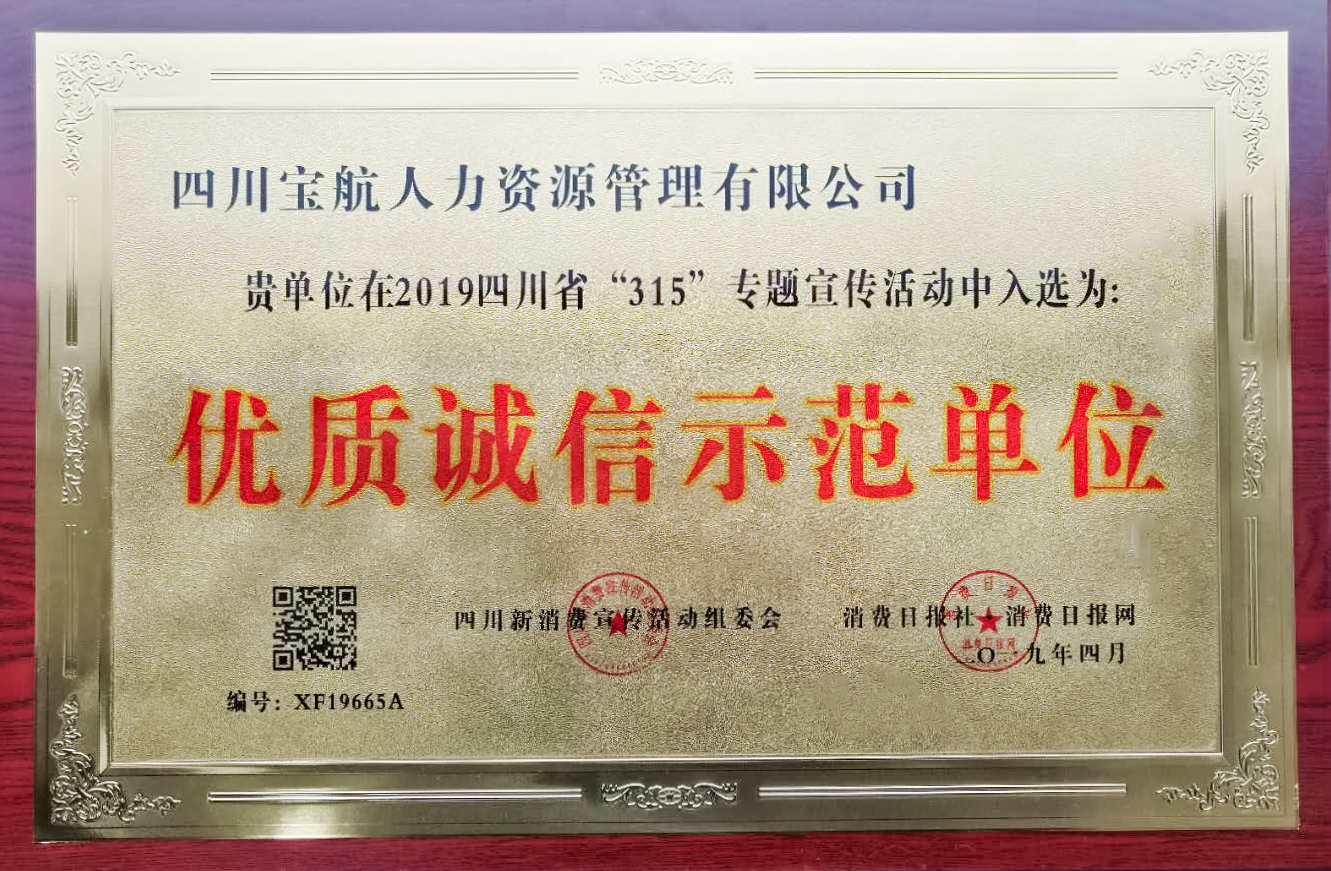 四川宝航人力资源管理有限公司
贵单位在2019四川省“315”专题宣传活动中入选为:
优质诚信示范单位
四川新消费宣传活动组委会
消费日报社·消费日报网
二〇一九年四月
编号: XF19665A